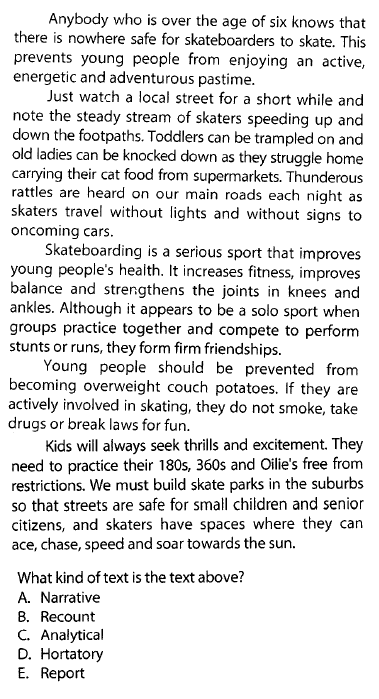 Anybody who is over the age of six knows that
there is nowhere safe for skateboarders to skate. This
prevents young people from enjoying an active,
energetic and adventurous pastime.
Just watch a local street for a short while and
note the steady stream of skaters speeding up and
down the footpaths. Toddlers can be trampled on and
old ladies can be knocked down as they struggle home
carrying their cat food from supermarkets. Thunderous
rattles are heard on our main roads each night as
skaters travel without lights and without signs to
oncoming cars.
Skateboarding is a serious sport that improves
young people's health. It increases fitness, improves
balance and strengthens the joints in knees and
ankles. Although it appears to be a solo sport when
groups practice together and compete to perform
stunts or runs, they form firm friendships.
Young people should be prevented from
becoming overweight couch potatoes. If they are
actively involved in skating, they do not smoke, take
drugs or break laws for fun.
Kids will always seek thrills and excitement. They
need to practice their 180s, 360s and Oilie's free from
restrictions. We must build skate parks in the suburbs
so that streets are safe for small children and senior
citizens, and skaters have spaces where they can
ace, chase, speed and soar towards the sun.
What kind of text is the text above?
A. Narrative
B. Recount
C. Analytical
D. Hortatory
E. Report